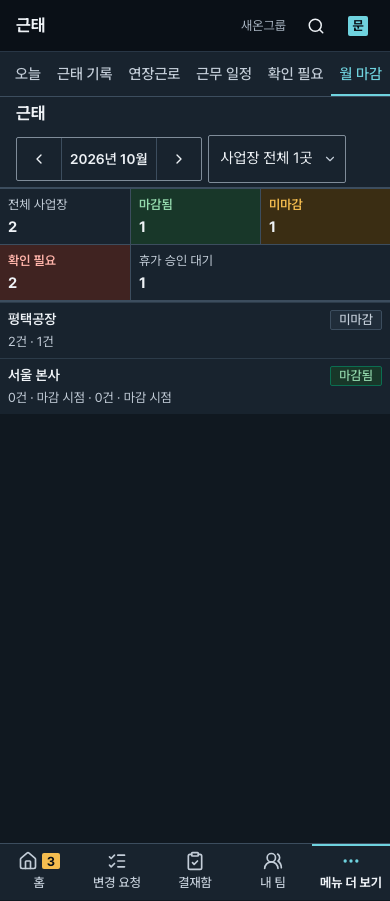 근태
새온그룹
문
오늘 근태 기록 연장근로 근무 일정 확인 필요 월 마감
근태
2026년 10월
사업장 전체 1곳
전체 사업장 마감됨 미마감
2 1 1
확인 필요 휴가 승인 대기
2 1
평택공장 미마감
2건 · 1건
서울 본사 마감됨
0건 · 마감 시점 · 0건 · 마감 시점
3
홈 변경 요청 결재함 내 팀 메뉴 더 보기